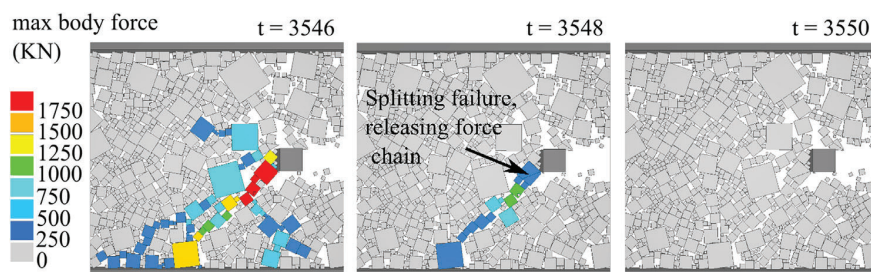 max body force
(KN)
t = 3546
t = 3548
t = 3550
1750
1500
1250
1000
750
500
250
0
Splitting failure,
releasing force
chain